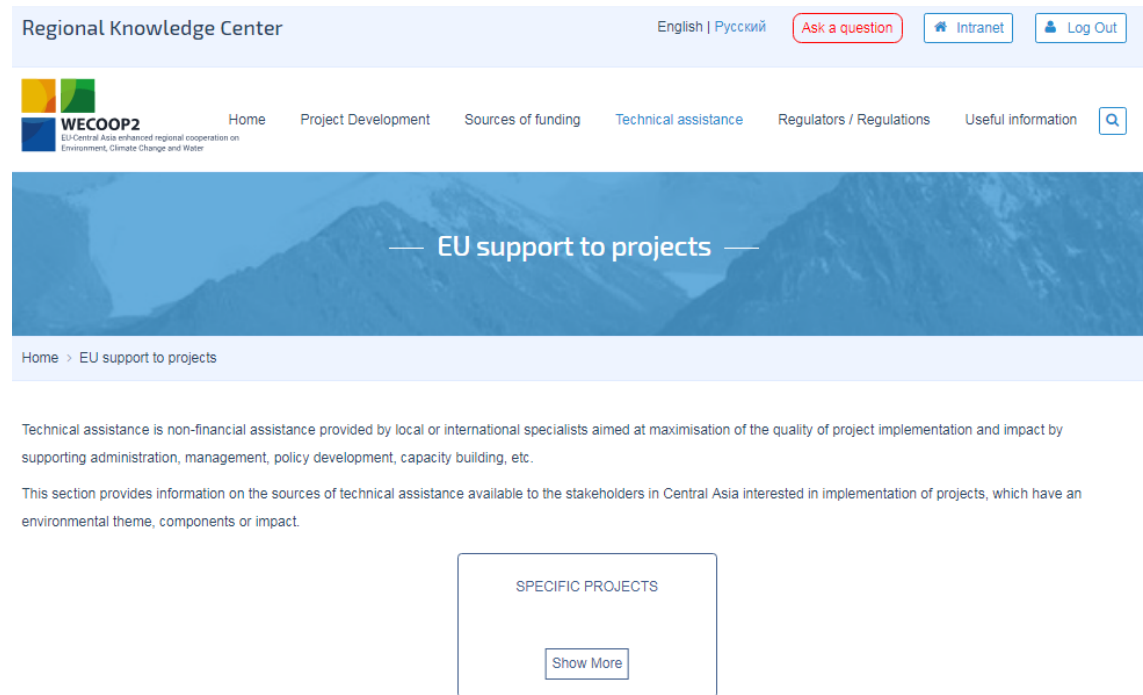 Regional Knowledge Center
English | Русский
Ask a question
Intranet
Log Out
WECOOP2
EU-Central Asia enhanced regional cooperation on
Environment, Climate Change and Water
Home
Project Development
Sources of funding
Technical assistance
Regulators / Regulations
Useful information
EU support to projects
Home > EU support to projects
Technical assistance is non-financial assistance provided by local or international specialists aimed at maximisation of the quality of project implementation and impact by
supporting administration, management, policy development, capacity building, etc.
This section provides information on the sources of technical assistance available to the stakeholders in Central Asia interested in implementation of projects, which have an
environmental theme, components or impact.
SPECIFIC PROJECTS
Show More